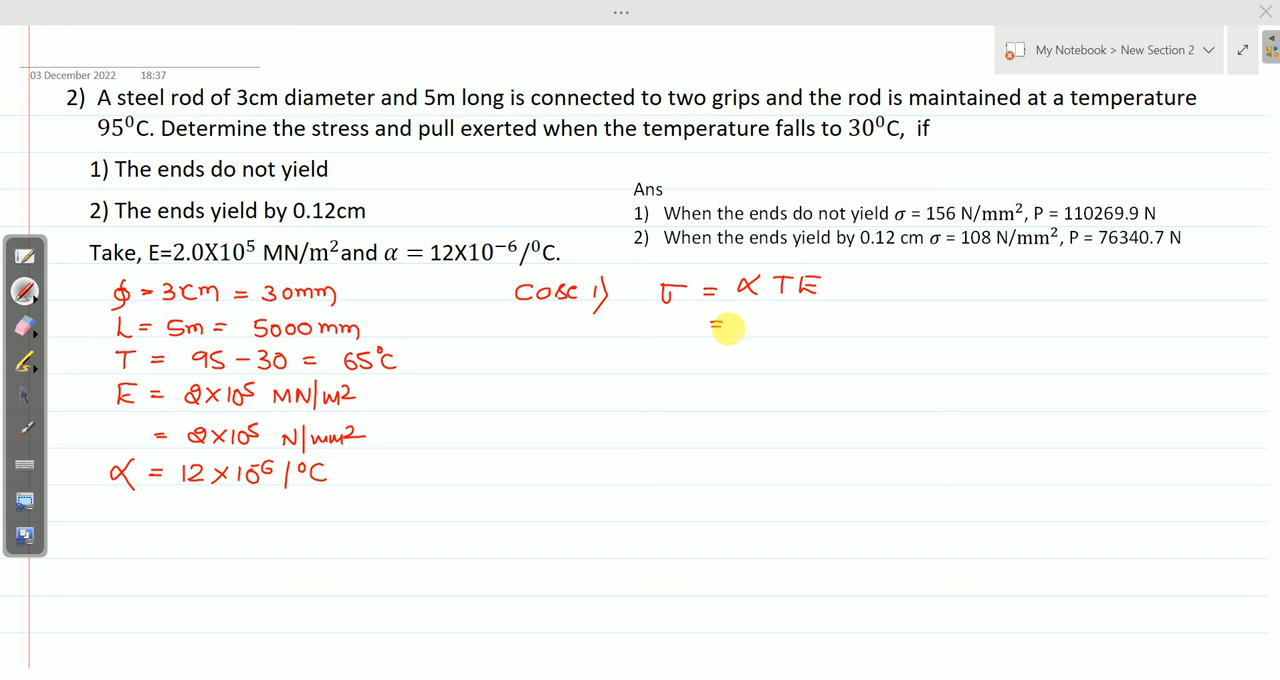 My Notebook > New Section 2
03 December 2022 18:37
2) A steel rod of 3cm diameter and 5m long is connected to two grips and the rod is maintained at a temperature
95⁰C. Determine the stress and pull exerted when the temperature falls to 30⁰C, if
1) The ends do not yield
2) The ends yield by 0.12cm
Take, E=2.0X10⁵ MN/m² and α = 12X10⁻⁶/⁰C.
Ans
1) When the ends do not yield σ = 156 N/mm², P = 110269.9 N
2) When the ends yield by 0.12 cm σ = 108 N/mm², P = 76340.7 N
ϕ = 3cm = 30mm
L = 5m = 5000mm
T = 95 - 30 = 65°C
E = 2×10⁵ MN/m²
= 2×10⁵ N/mm²
α = 12×10⁻⁶/°C
Case 1) σ = α T E
=